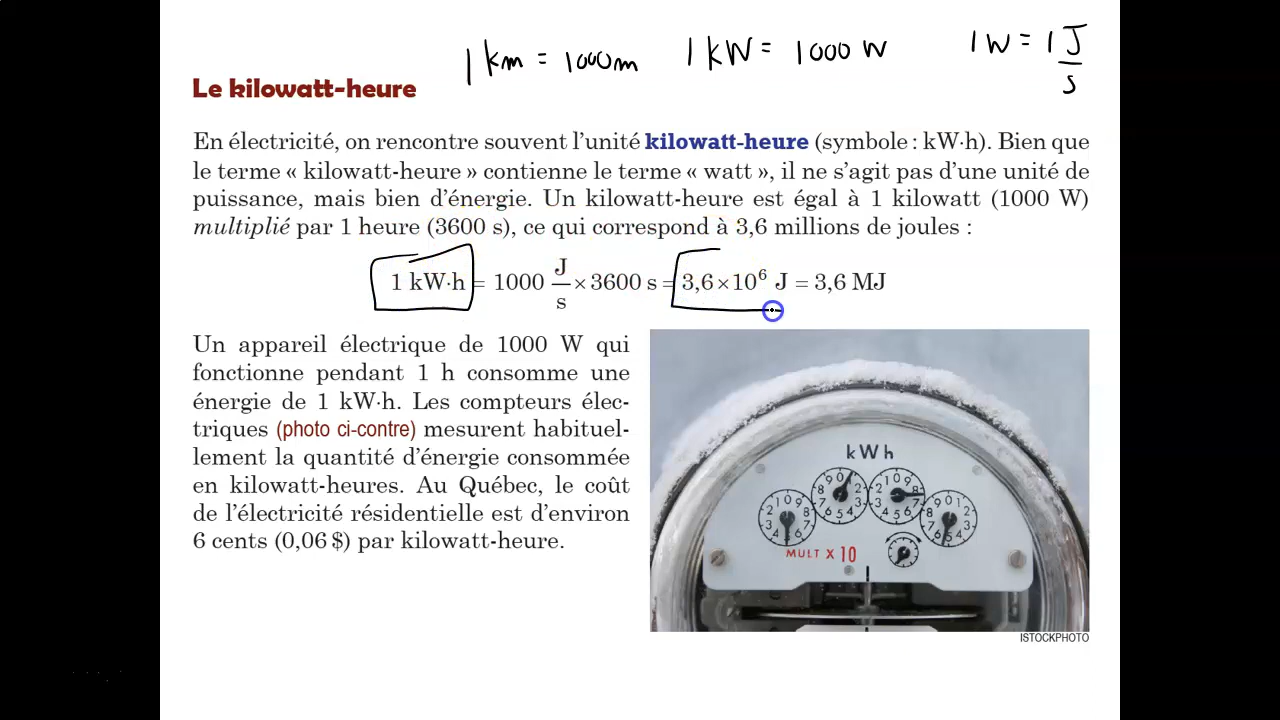 1 km = 1000m 1 kW = 1000 W 1 W = 1 J/s
Le kilowatt-heure
En électricité, on rencontre souvent l'unité kilowatt-heure (symbole : kW·h). Bien que
le terme « kilowatt-heure » contienne le terme « watt », il ne s'agit pas d'une unité de
puissance, mais bien d'énergie. Un kilowatt-heure est égal à 1 kilowatt (1000 W)
multiplié par 1 heure (3600 s), ce qui correspond à 3,6 millions de joules :
1 kW·h = 1000 J/s × 3600 s = 3,6 × 10⁶ J = 3,6 MJ
Un appareil électrique de 1000 W qui
fonctionne pendant 1 h consomme une
énergie de 1 kW·h. Les compteurs élec-
triques (photo ci-contre) mesurent habituel-
lement la quantité d'énergie consommée
en kilowatt-heures. Au Québec, le coût
de l'électricité résidentielle est d'environ
6 cents (0,06 $) par kilowatt-heure.
kWh
MULT X 10
ISTOCKPHOTO